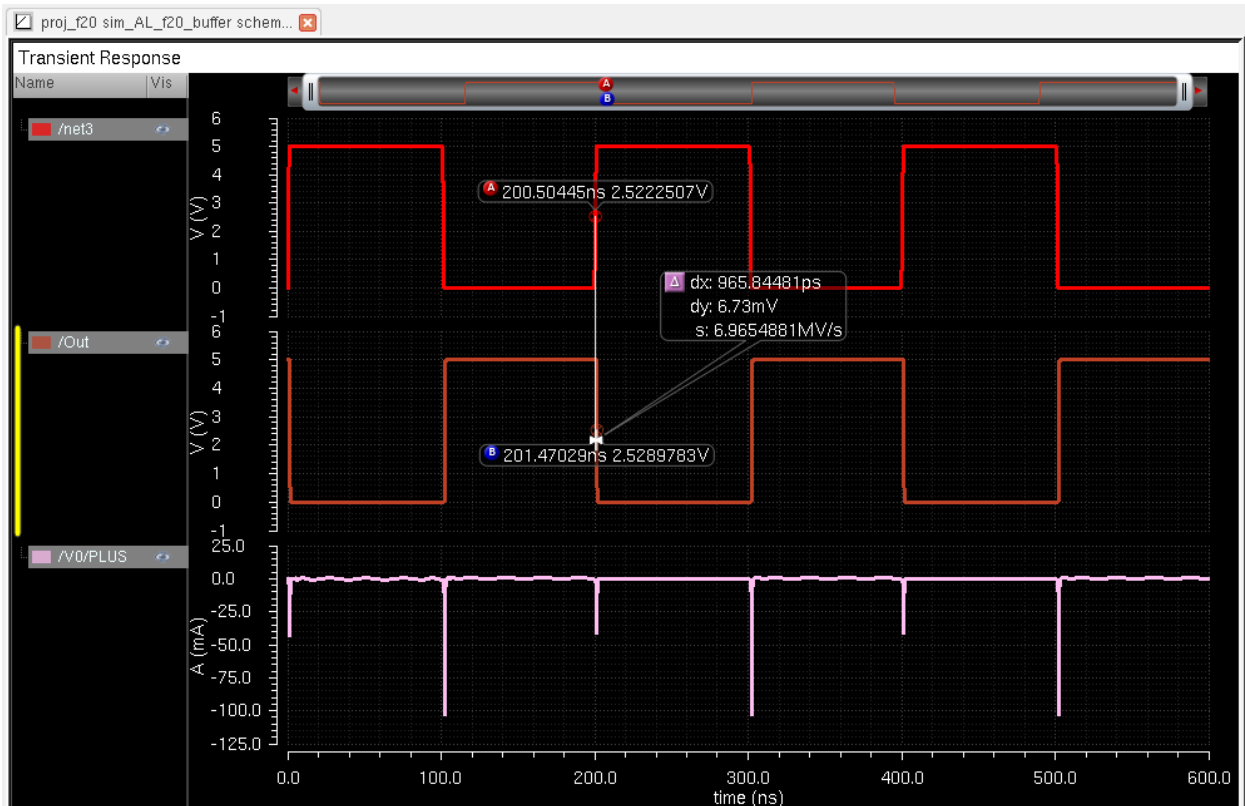 proj_f20 sim_AL_f20_buffer schem...
Transient Response
Name Vis
A
B
/net3
6
5
4
3
2
1
0
-1
V (V)
A 200.50445ns 2.5222507V
Δ dx: 965.84481ps
dy: 6.73mV
s: 6.9654881MV/s
/Out
6
5
4
3
2
1
0
-1
V (V)
B 201.47029ns 2.5289783V
/V0/PLUS
25.0
0.0
-25.0
-50.0
-75.0
-100.0
-125.0
A (mA)
0.0 100.0 200.0 300.0 400.0 500.0 600.0
time (ns)